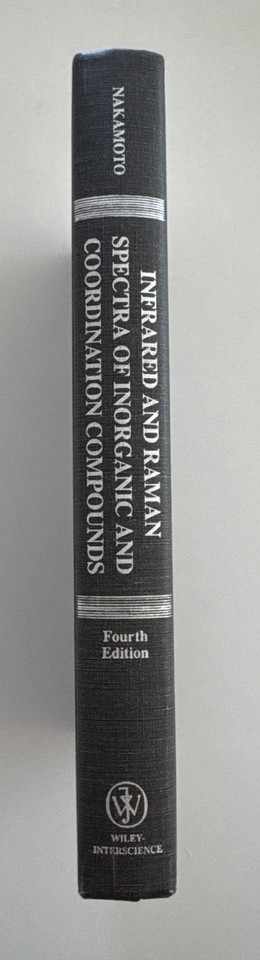 NAKAMOTO
INFRARED AND RAMAN
SPECTRA OF INORGANIC AND
COORDINATION COMPOUNDS
Fourth
Edition
WILEY-
INTERSCIENCE